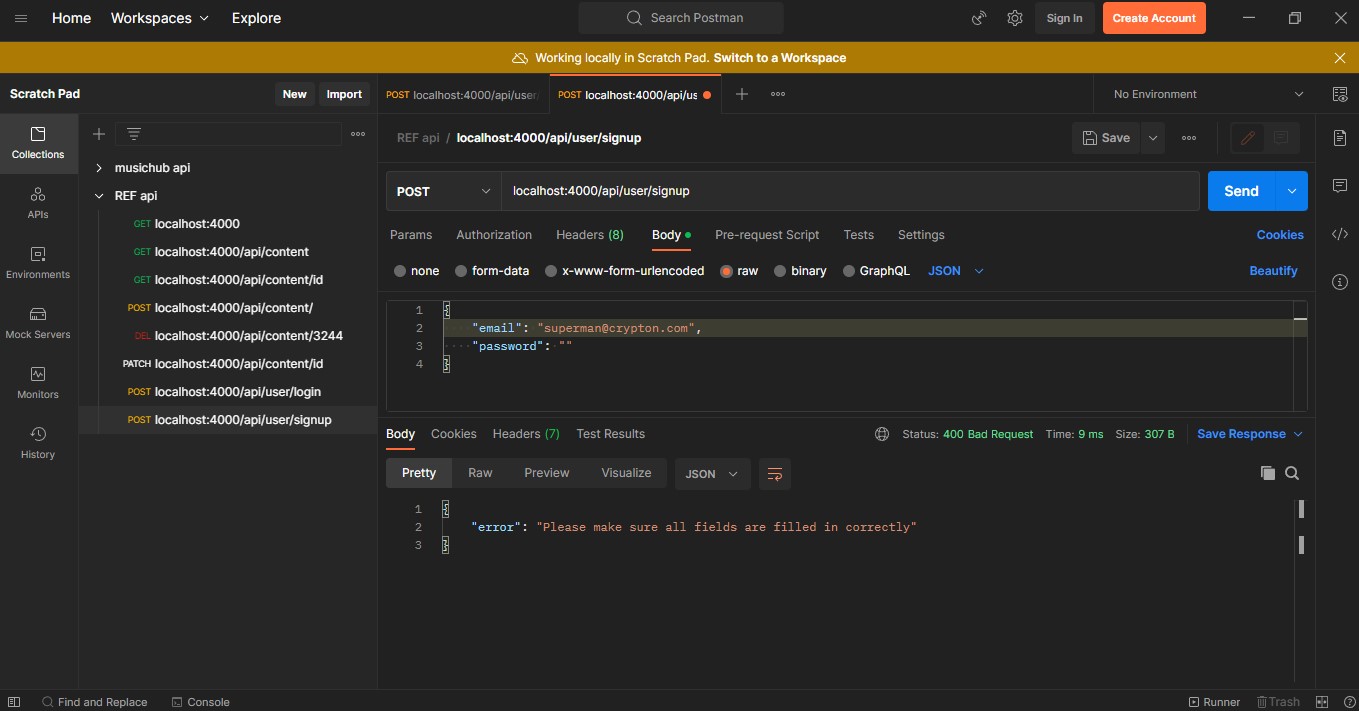 Home Workspaces Explore Search Postman Sign In Create Account
Working locally in Scratch Pad. Switch to a Workspace
Scratch Pad New Import
POST localhost:4000/api/user
POST localhost:4000/api/us
No Environment
Collections
APIs
Environments
Mock Servers
Monitors
History
musichub api
REF api
GET localhost:4000
GET localhost:4000/api/content
GET localhost:4000/api/content/id
POST localhost:4000/api/content/
DEL localhost:4000/api/content/3244
PATCH localhost:4000/api/content/id
POST localhost:4000/api/user/login
POST localhost:4000/api/user/signup
REF api / localhost:4000/api/user/signup Save
POST localhost:4000/api/user/signup Send
Params Authorization Headers (8) Body Pre-request Script Tests Settings Cookies
none form-data x-www-form-urlencoded raw binary GraphQL JSON Beautify
1 {
2 "email": "superman@crypton.com",
3 "password": ""
4 }
Body Cookies Headers (7) Test Results Status: 400 Bad Request Time: 9 ms Size: 307 B Save Response
Pretty Raw Preview Visualize JSON
1 {
2 "error": "Please make sure all fields are filled in correctly"
3 }
Find and Replace Console Runner Trash